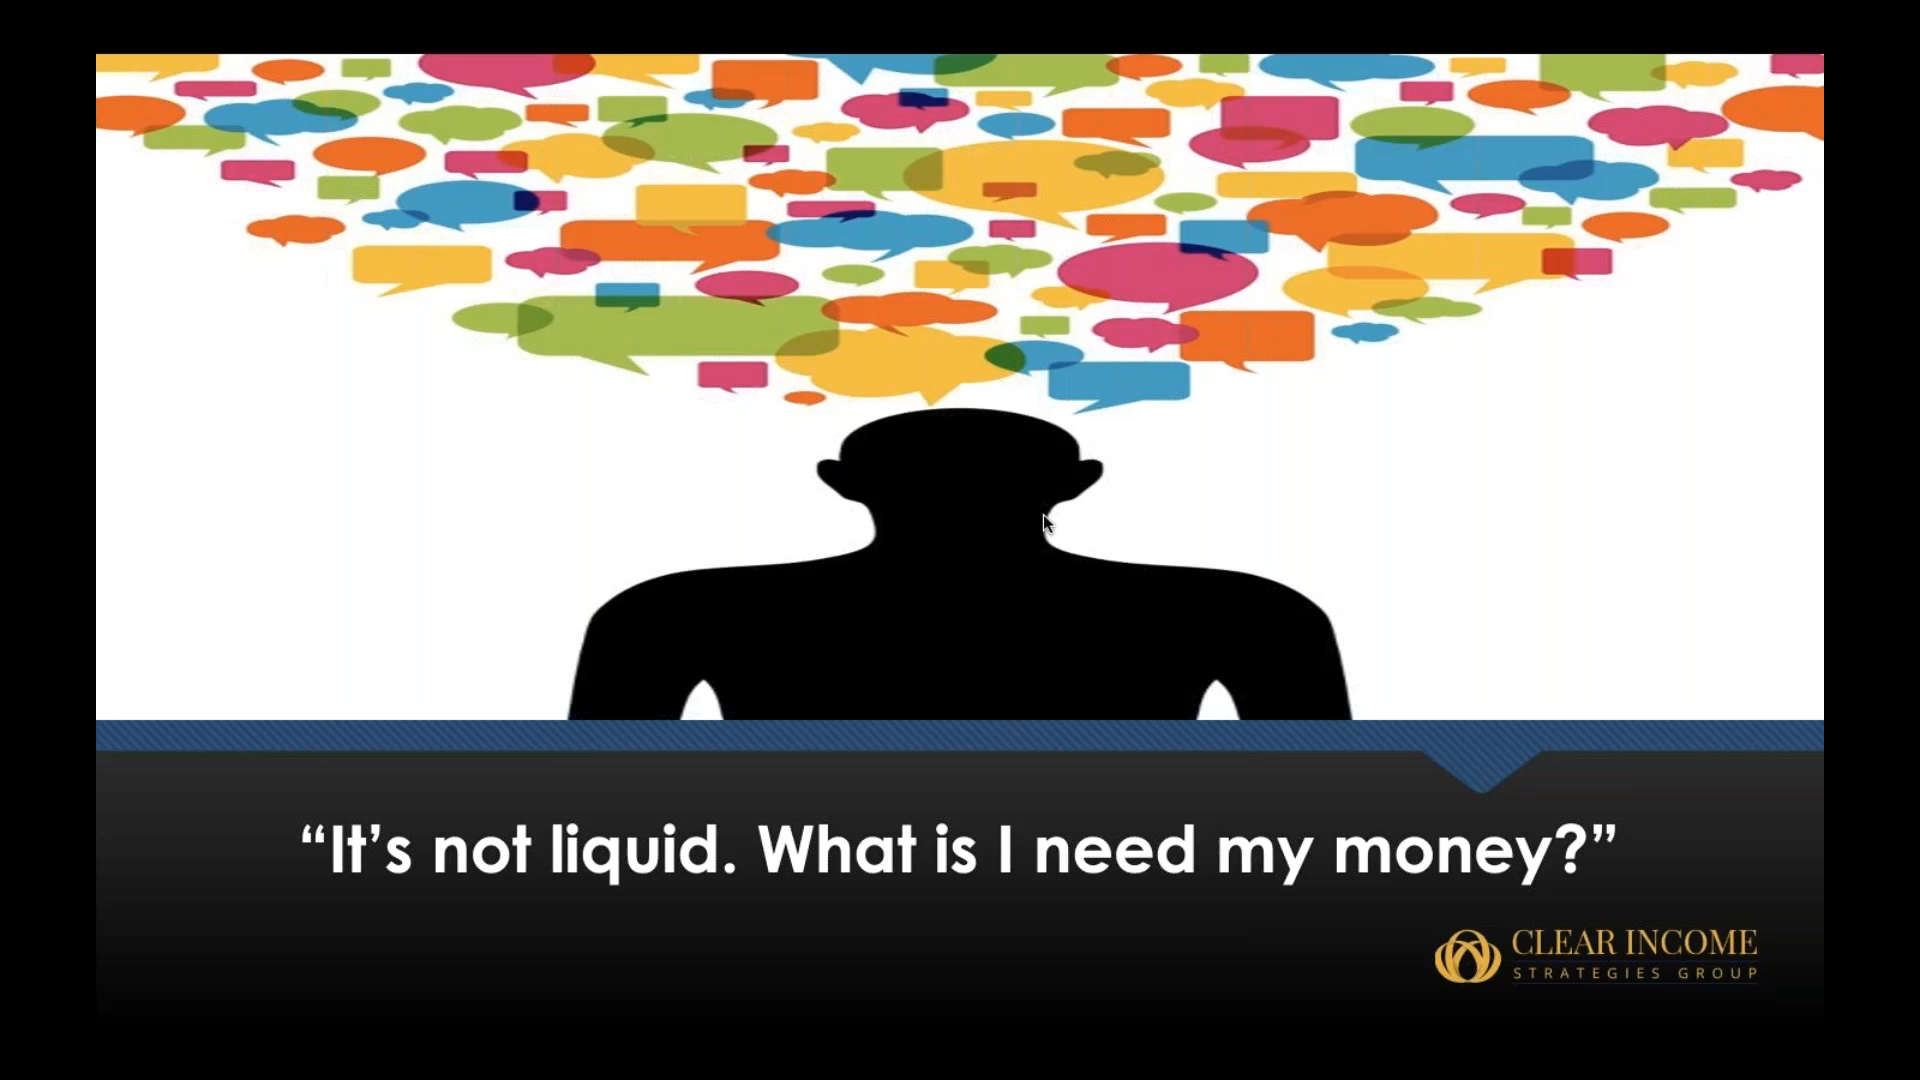 “It’s not liquid. What is I need my money?”
CLEAR INCOME
STRATEGIES GROUP